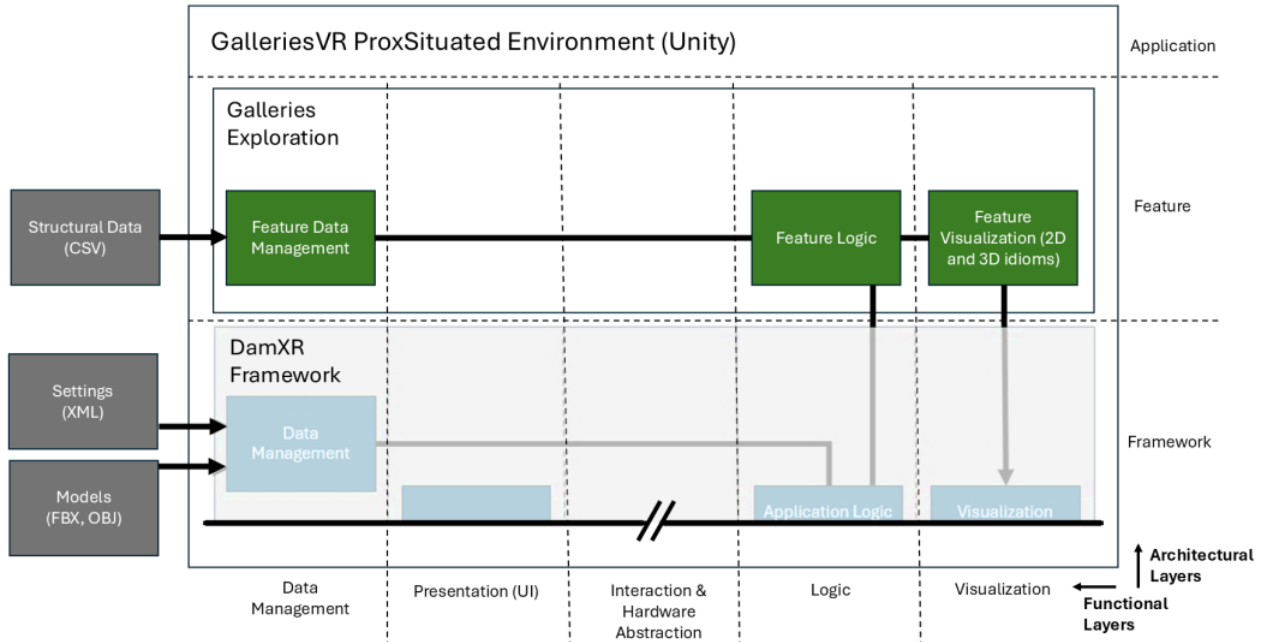 GalleriesVR ProxSituated Environment (Unity)
Application
Galleries
Exploration
Structural Data
(CSV)
Feature Data
Management
Feature Logic
Feature
Visualization (2D
and 3D idioms)
Feature
DamXR
Framework
Settings
(XML)
Data
Management
Framework
Models
(FBX, OBJ)
Application Logic
Visualization
Data
Management
Presentation (UI)
Interaction &
Hardware
Abstraction
Logic
Visualization
Architectural
Layers
Functional
Layers